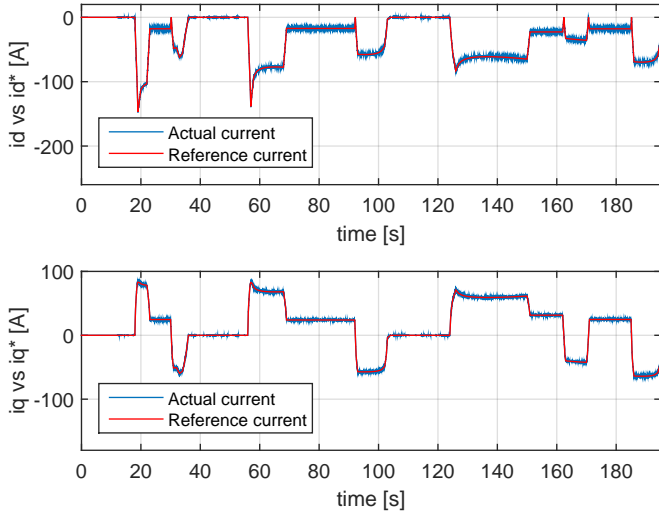 0
-100
-200
id vs id* [A]
Actual current
Reference current
0 20 40 60 80 100 120 140 160 180
time [s]
100
0
-100
iq vs iq* [A]
Actual current
Reference current
0 20 40 60 80 100 120 140 160 180
time [s]